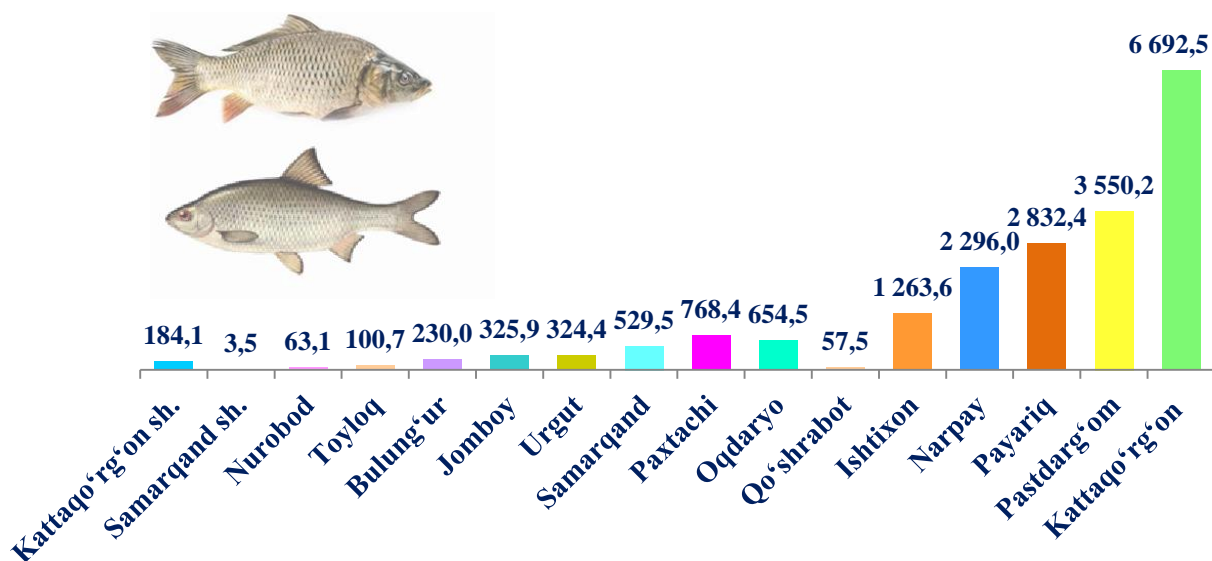 6 692,5
3 550,2
2 832,4
2 296,0
1 263,6
184,1
3,5
63,1
100,7
230,0
325,9
324,4
529,5
768,4
654,5
57,5
Kattaqo‘rg‘on sh.
Samarqand sh.
Nurobod
Toyloq
Bulung‘ur
Jomboy
Urgut
Samarqand
Paxtachi
Oqdaryo
Qo‘shrabot
Ishtixon
Narpay
Payariq
Pastdarg‘om
Kattaqo‘rg‘on